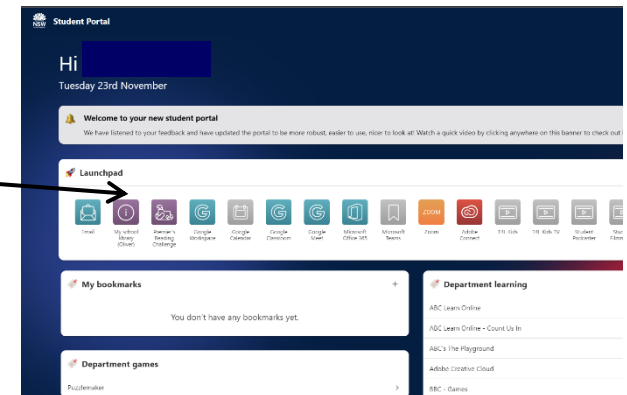 NSW
Student Portal
Hi
Tuesday 23rd November
Welcome to your new student portal
We have listened to your feedback and have updated the portal to be more robust, easier to use, nicer to look at! Watch a quick video by clicking anywhere on this banner to check out
Launchpad
Email
My school library (Oliver)
Premier's Reading Challenge
Google Workspace
Google Calendar
Google Classroom
Google Meet
Microsoft Office 365
Microsoft Teams
ZOOM
Zoom
Adobe Connect
Student Podcaster
My bookmarks
+
You don't have any bookmarks yet.
Department games
Puzzlemaker
Department learning
ABC Learn Online
ABC Learn Online - Count Us In
ABC's The Playground
Adobe Creative Cloud
BBC - Games